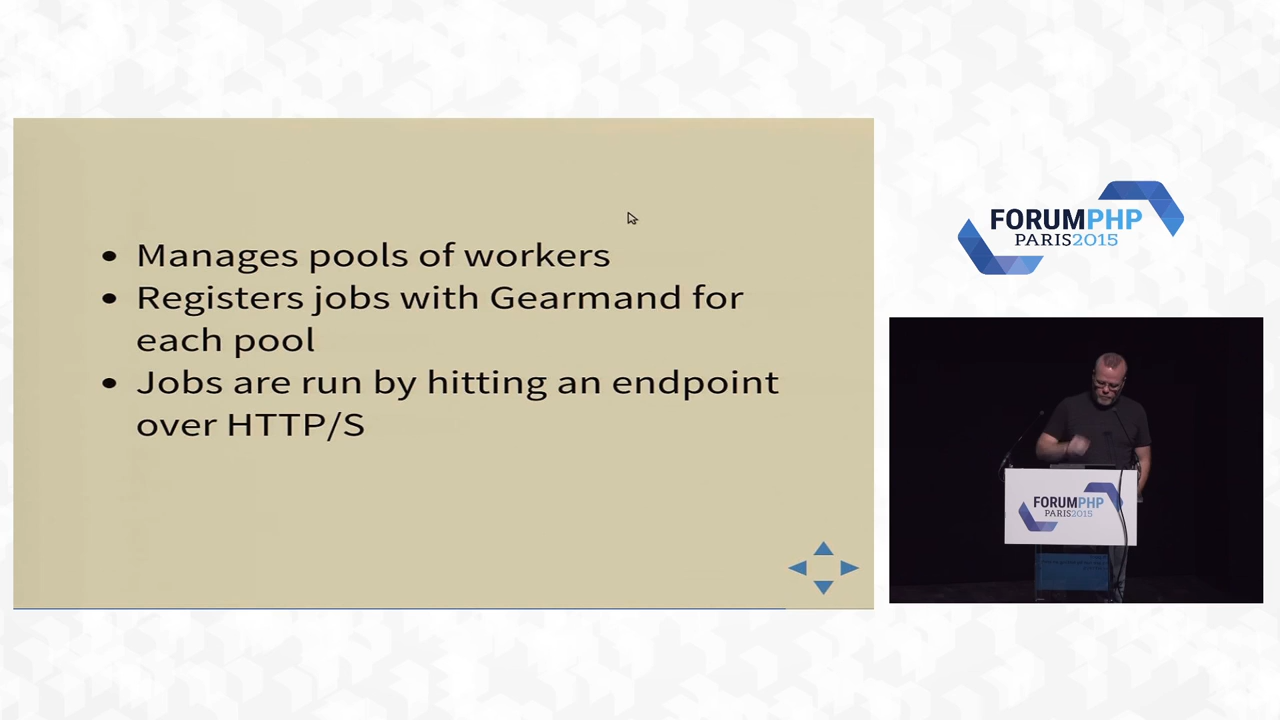 • Manages pools of workers
• Registers jobs with Gearmand for
each pool
• Jobs are run by hitting an endpoint
over HTTP/S
FORUMPHP
PARIS2015
FORUMPHP
PARIS2015